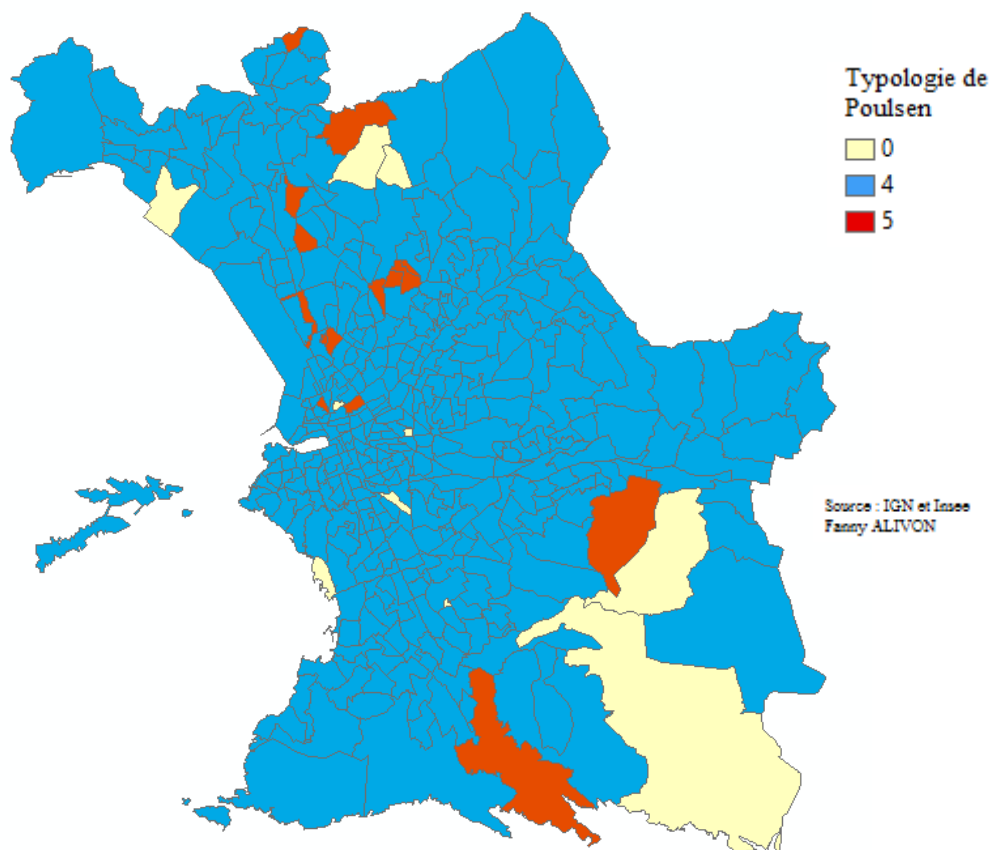 Typologie de
Poulsen
0
4
5
Source : IGN et Insee
Fanny ALIVON